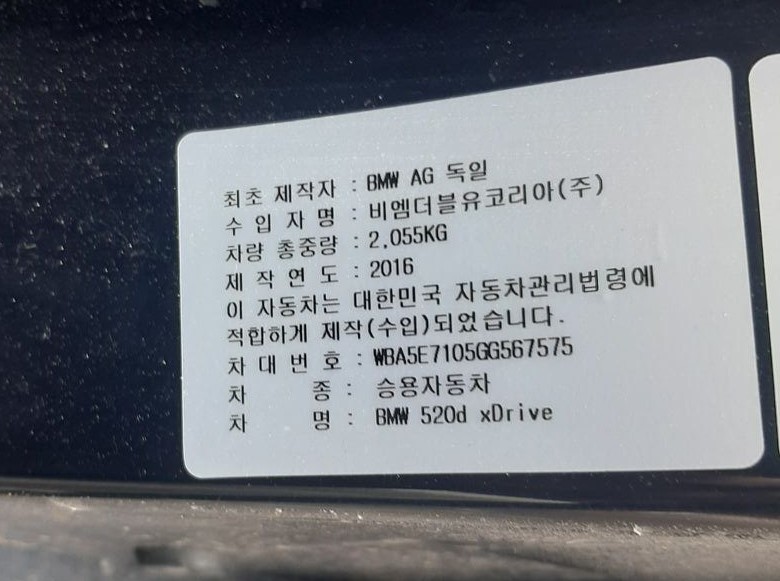 최초 제작자 : BMW AG 독일
수 입 자 명 : 비엠더블유코리아(주)
차량 총중량 : 2.055KG
제 작 연 도 : 2016
이 자동차는 대한민국 자동차관리법령에
적합하게 제작(수입)되었습니다.
차 대 번 호 : WBA5E7105GG567575
차 종 : 승용자동차
차 명 : BMW 520d xDrive